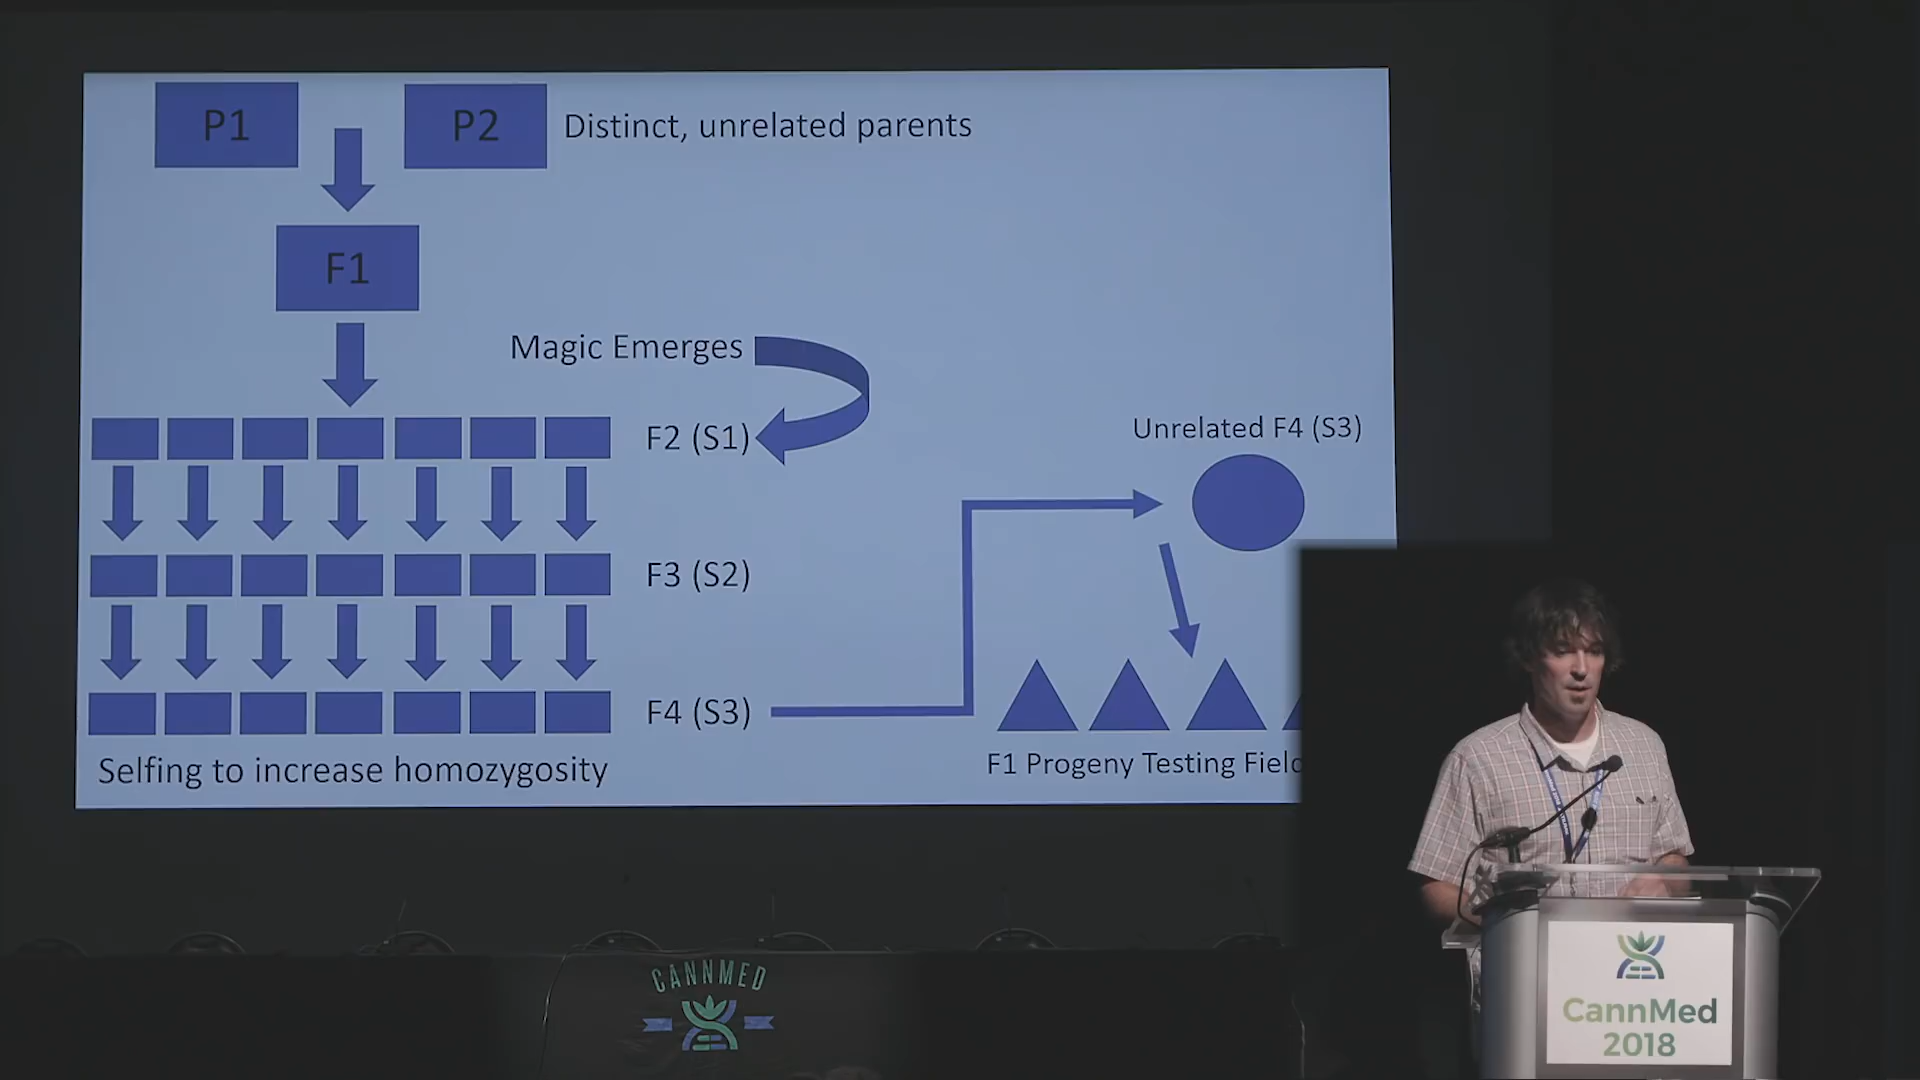 P1
P2
Distinct, unrelated parents
F1
Magic Emerges
F2 (S1)
Unrelated F4 (S3)
F3 (S2)
F4 (S3)
F1 Progeny Testing Field
Selfing to increase homozygosity
CANNMED
CannMed
2018